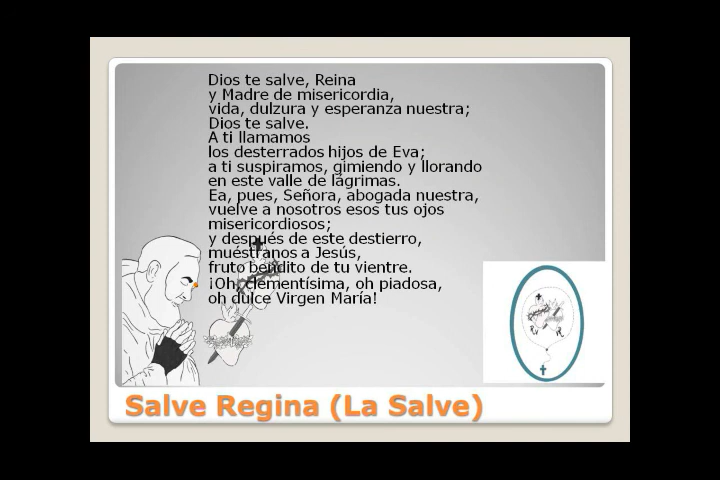 Dios te salve, Reina
y Madre de misericordia,
vida, dulzura y esperanza nuestra;
Dios te salve.
A ti llamamos
los desterrados hijos de Eva;
a ti suspiramos, gimiendo y llorando
en este valle de lágrimas.
Ea, pues, Señora, abogada nuestra,
vuelve a nosotros esos tus ojos
misericordiosos;
y después de este destierro,
muéstranos a Jesús,
fruto bendito de tu vientre.
¡Oh, clementísima, oh piadosa,
oh dulce Virgen María!
Salve Regina (La Salve)